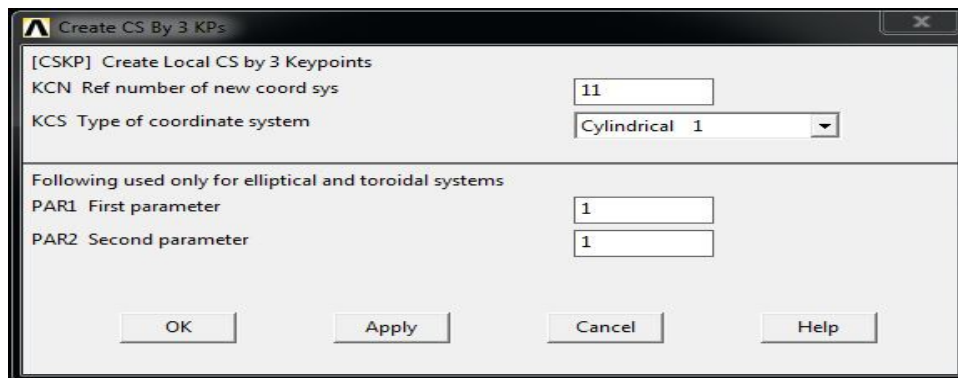 Create CS By 3 KPs
[CSKP] Create Local CS by 3 Keypoints
KCN Ref number of new coord sys 11
KCS Type of coordinate system Cylindrical 1
Following used only for elliptical and toroidal systems
PAR1 First parameter 1
PAR2 Second parameter 1
OK Apply Cancel Help